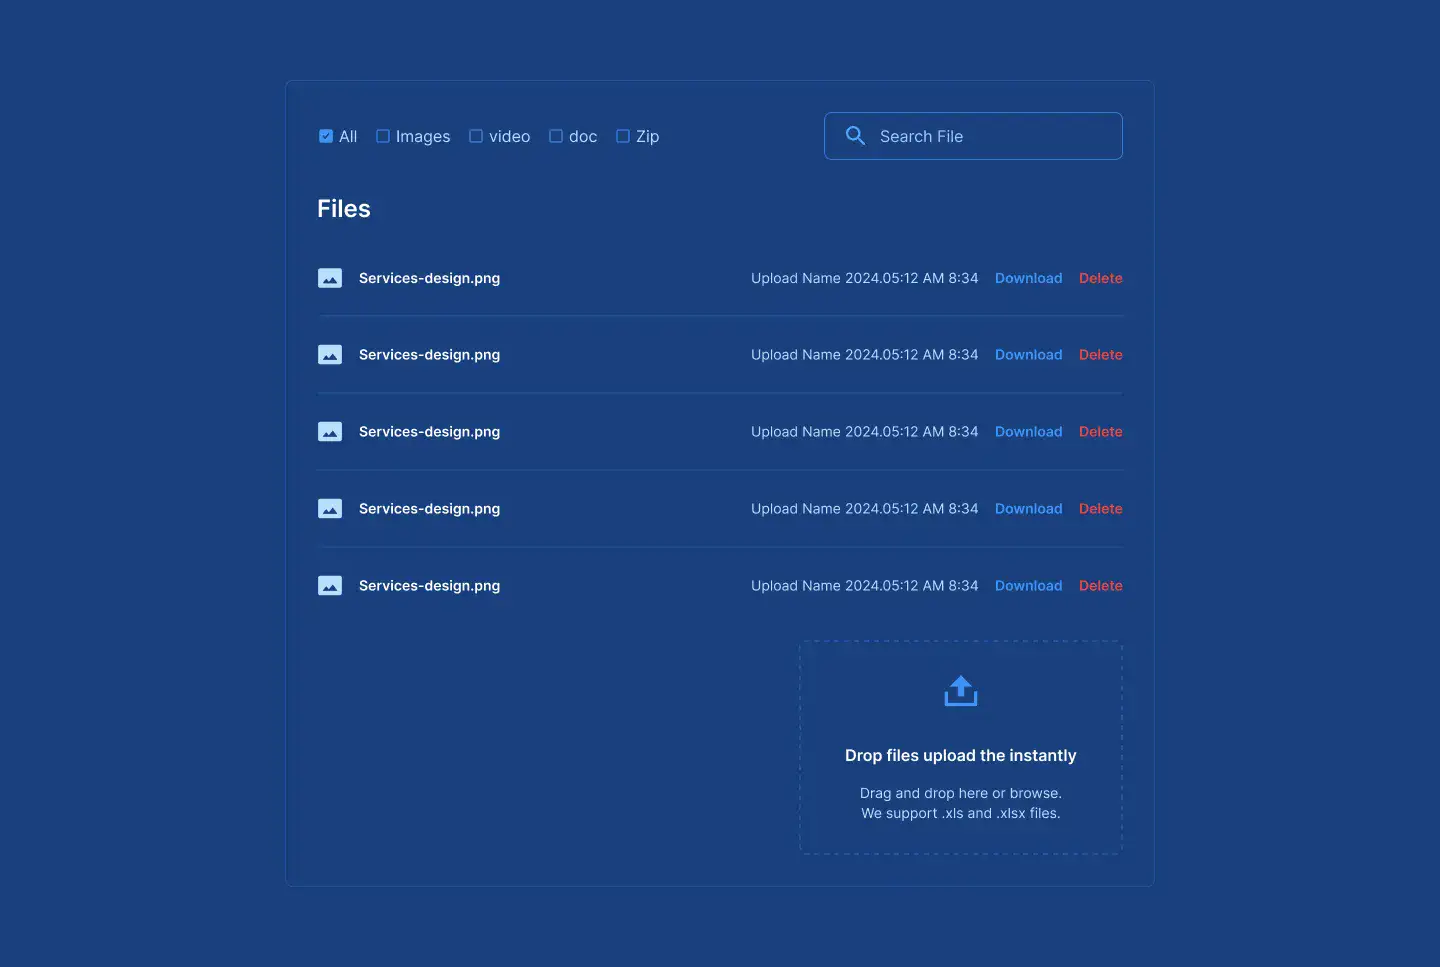 All Images video doc Zip Search File
Files
Services-design.png Upload Name 2024.05:12 AM 8:34 Download Delete
Services-design.png Upload Name 2024.05:12 AM 8:34 Download Delete
Services-design.png Upload Name 2024.05:12 AM 8:34 Download Delete
Services-design.png Upload Name 2024.05:12 AM 8:34 Download Delete
Services-design.png Upload Name 2024.05:12 AM 8:34 Download Delete
Drop files upload the instantly
Drag and drop here or browse.
We support .xls and .xlsx files.